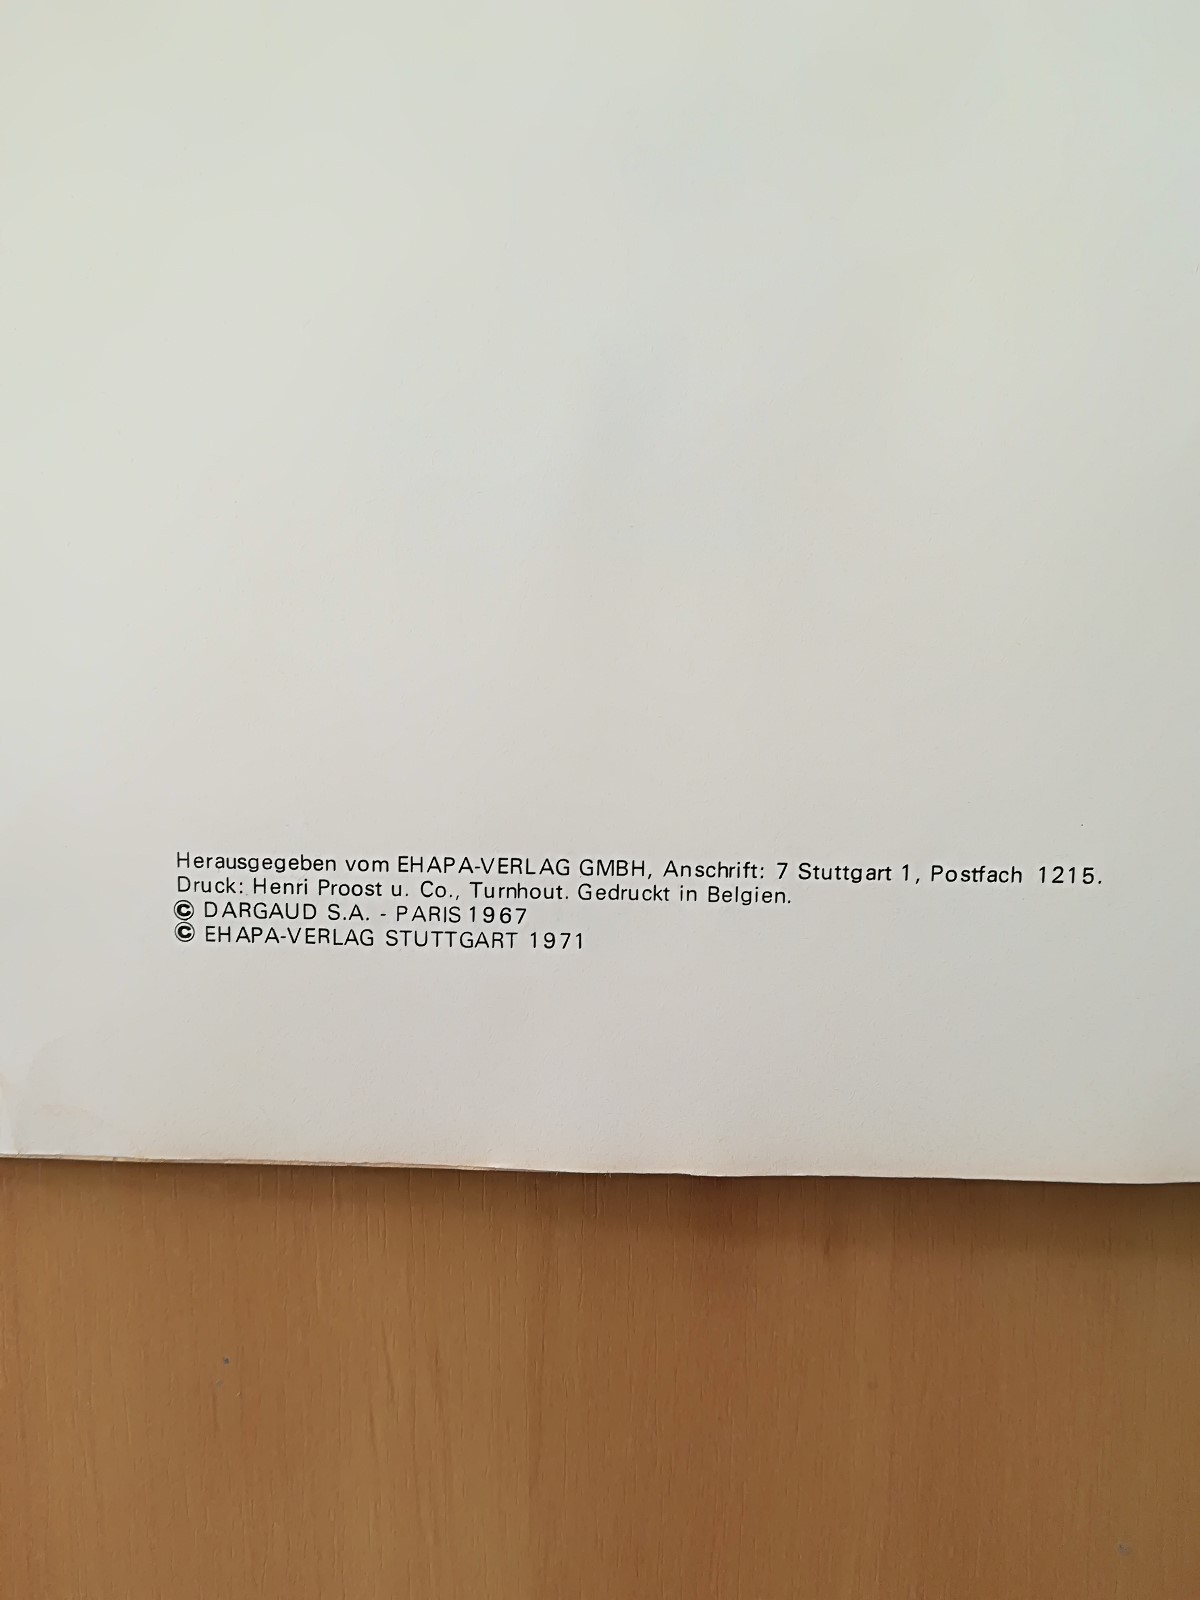 Herausgegeben vom EHAPA-VERLAG GMBH, Anschrift: 7 Stuttgart 1, Postfach 1215.
Druck: Henri Proost u. Co., Turnhout. Gedruckt in Belgien.
© DARGAUD S.A. - PARIS 1967
© EHAPA-VERLAG STUTTGART 1971